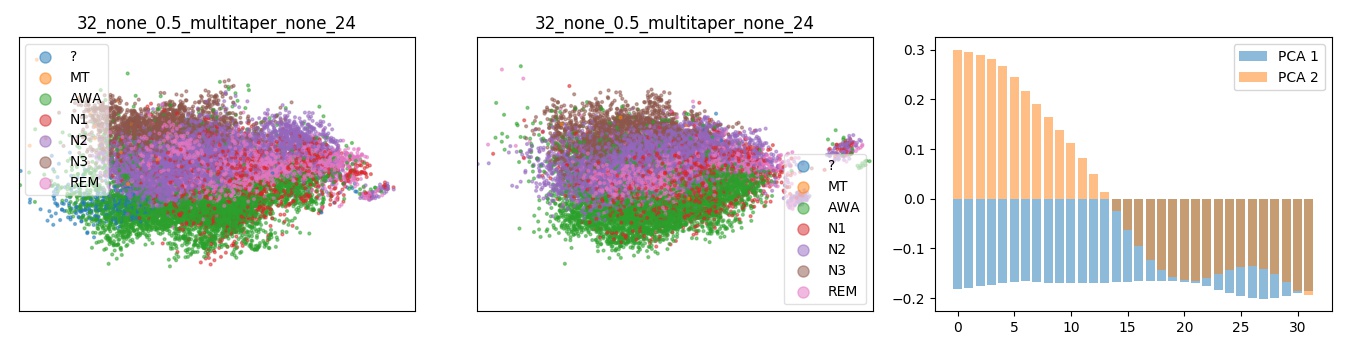 32_none_0.5_multitaper_none_24
?
MT
AWA
N1
N2
N3
REM
32_none_0.5_multitaper_none_24
?
MT
AWA
N1
N2
N3
REM
PCA 1
PCA 2
0.3
0.2
0.1
0.0
−0.1
−0.2
0 5 10 15 20 25 30